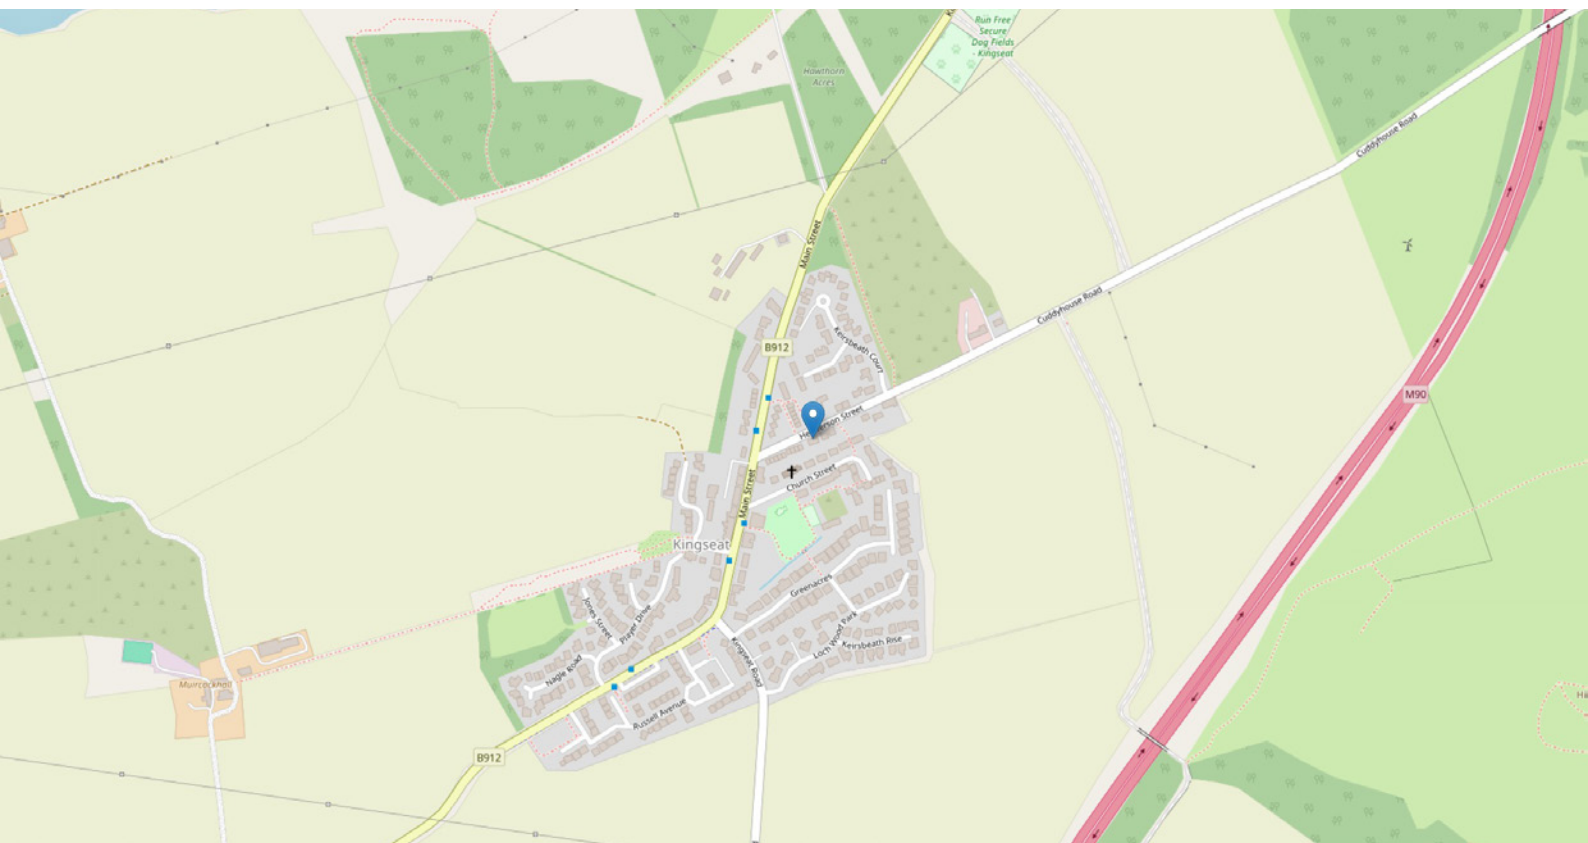 Run Free
Secure
Dog Fields
- Kingseat
Hawthorn
Acres
Cuddyhouse Road
Main Street
Cuddyhouse Road
B912
Keirsbeath Court
M90
Henderson Street
Church Street
Main Street
Kingseat
Greenacres
Jones Street
Player Drive
Loch Wood Park
Keirsbeath Rise
Kingseat Road
Nagle Road
Muircockhall
Russell Avenue
B912